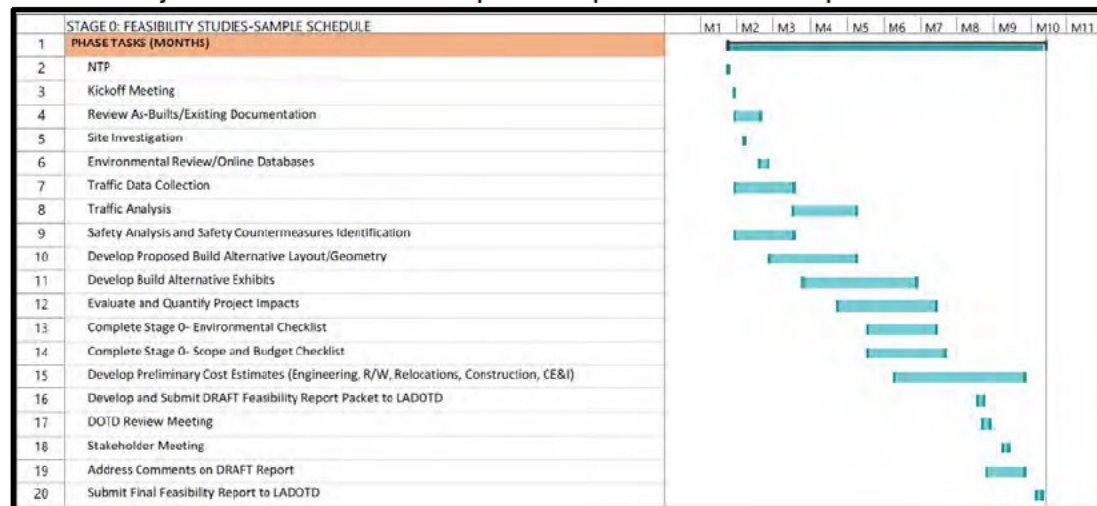 STAGE 0: FEASIBILITY STUDIES-SAMPLE SCHEDULE M1 M2 M3 M4 M5 M6 M7 M8 M9 M10 M11
1 PHASE TASKS (MONTHS)
2 NTP
3 Kickoff Meeting
4 Review As-Builts/Existing Documentation
5 Site Investigation
6 Environmental Review/Online Databases
7 Traffic Data Collection
8 Traffic Analysis
9 Safety Analysis and Safety Countermeasures Identification
10 Develop Proposed Build Alternative Layout/Geometry
11 Develop Build Alternative Exhibits
12 Evaluate and Quantify Project Impacts
13 Complete Stage 0- Environmental Checklist
14 Complete Stage 0- Scope and Budget Checklist
15 Develop Preliminary Cost Estimates (Engineering, R/W, Relocations, Construction, CE&I)
16 Develop and Submit DRAFT Feasibility Report Packet to LADOTD
17 DOTD Review Meeting
18 Stakeholder Meeting
19 Address Comments on DRAFT Report
20 Submit Final Feasibility Report to LADOTD